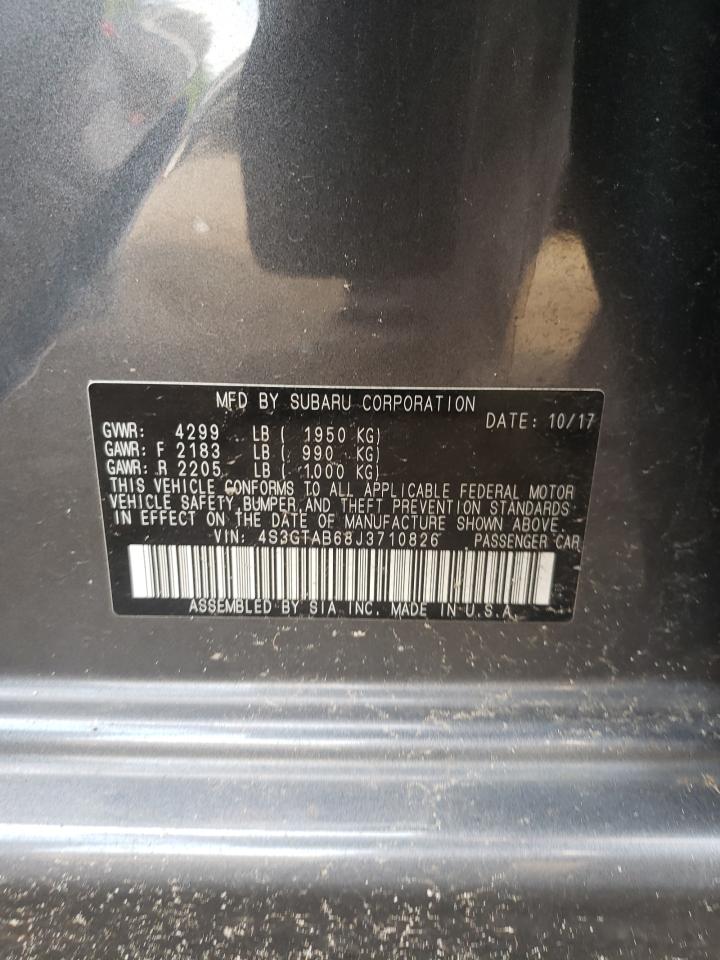 MFD BY SUBARU CORPORATION
DATE: 10/17
GVWR: 4299 LB ( 1950 KG)
GAWR: F 2183 LB ( 990 KG)
GAWR: R 2205 LB ( 1000 KG)
THIS VEHICLE CONFORMS TO ALL APPLICABLE FEDERAL MOTOR
VEHICLE SAFETY, BUMPER, AND THEFT PREVENTION STANDARDS
IN EFFECT ON THE DATE OF MANUFACTURE SHOWN ABOVE.
VIN: 4S3GTAB68J3710826 PASSENGER CAR
ASSEMBLED BY SIA INC. MADE IN U.S.A.